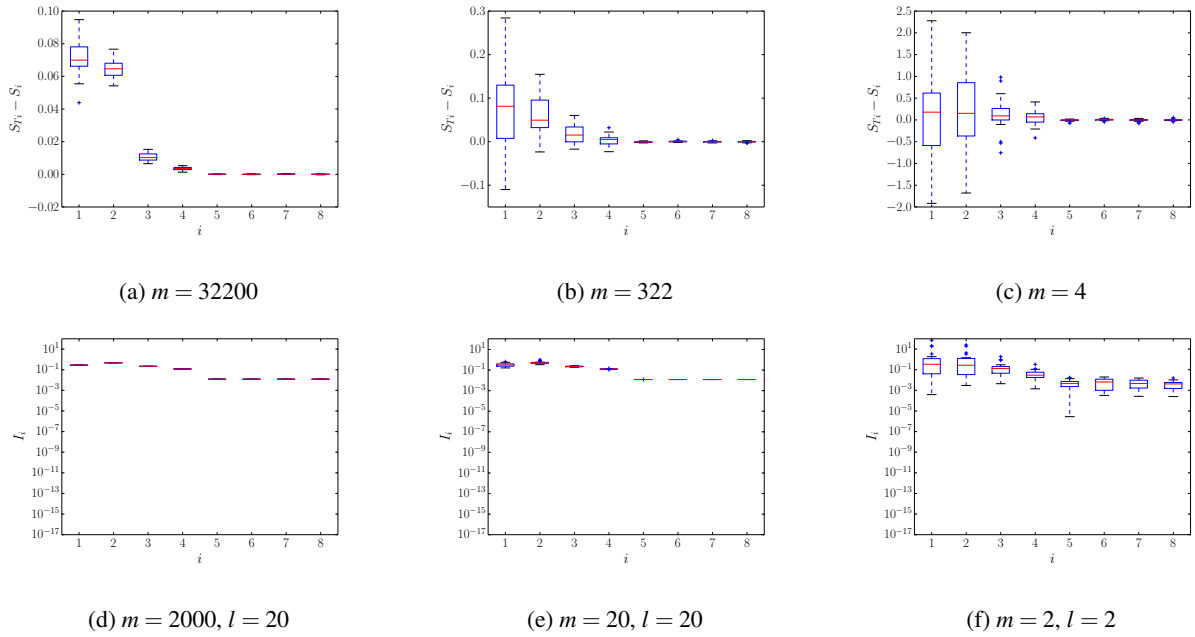 0.10
0.08
0.06
0.04
0.02
0.00
−0.02
S_{Ti} − S_i
1 2 3 4 5 6 7 8
i
(a) m = 32200
0.3
0.2
0.1
0.0
−0.1
S_{Ti} − S_i
1 2 3 4 5 6 7 8
i
(b) m = 322
2.5
2.0
1.5
1.0
0.5
0.0
−0.5
−1.0
−1.5
−2.0
S_{Ti} − S_i
1 2 3 4 5 6 7 8
i
(c) m = 4
10^1
10^{-1}
10^{-3}
10^{-5}
10^{-7}
10^{-9}
10^{-11}
10^{-13}
10^{-15}
10^{-17}
I_i
1 2 3 4 5 6 7 8
i
(d) m = 2000, l = 20
10^1
10^{-1}
10^{-3}
10^{-5}
10^{-7}
10^{-9}
10^{-11}
10^{-13}
10^{-15}
10^{-17}
I_i
1 2 3 4 5 6 7 8
i
(e) m = 20, l = 20
10^1
10^{-1}
10^{-3}
10^{-5}
10^{-7}
10^{-9}
10^{-11}
10^{-13}
10^{-15}
10^{-17}
I_i
1 2 3 4 5 6 7 8
i
(f) m = 2, l = 2